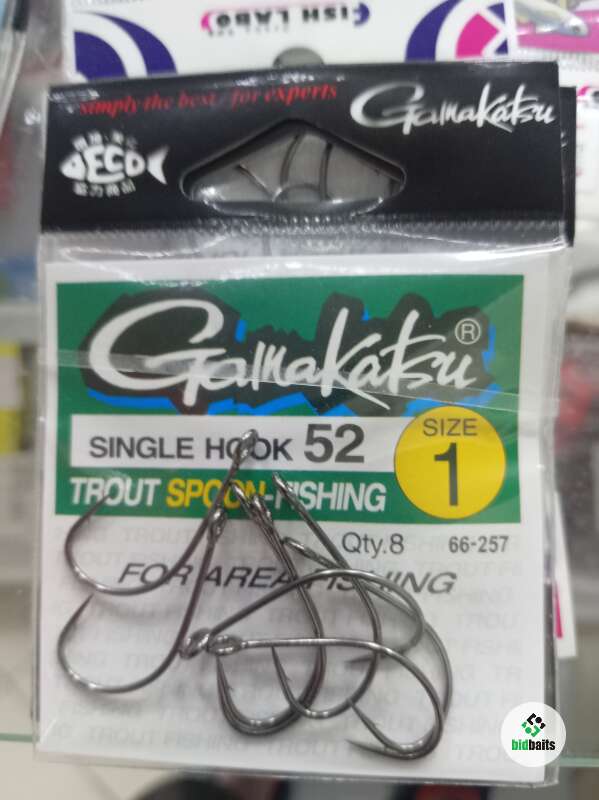 FISH LABO
simply the best - for experts
Gamakatsu
ECO
Gamakatsu®
SINGLE HOOK 52
SIZE
1
TROUT SPOON-FISHING
Qty.8 66-257
FOR AREA FISHING
bidbaits